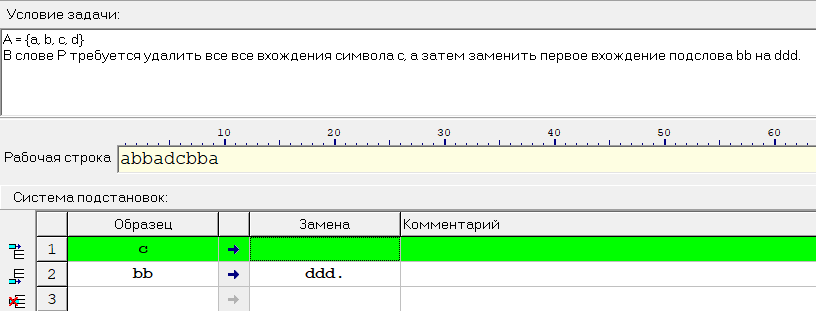 Условие задачи:
A = {a, b, c, d}
В слове P требуется удалить все все вхождения символа c, а затем заменить первое вхождение подслова bb на ddd.
10 20 30 40 50 60
Рабочая строка abbadcbba
Система подстановок:
Образец Замена Комментарий
1 c →
2 bb → ddd.
3 →